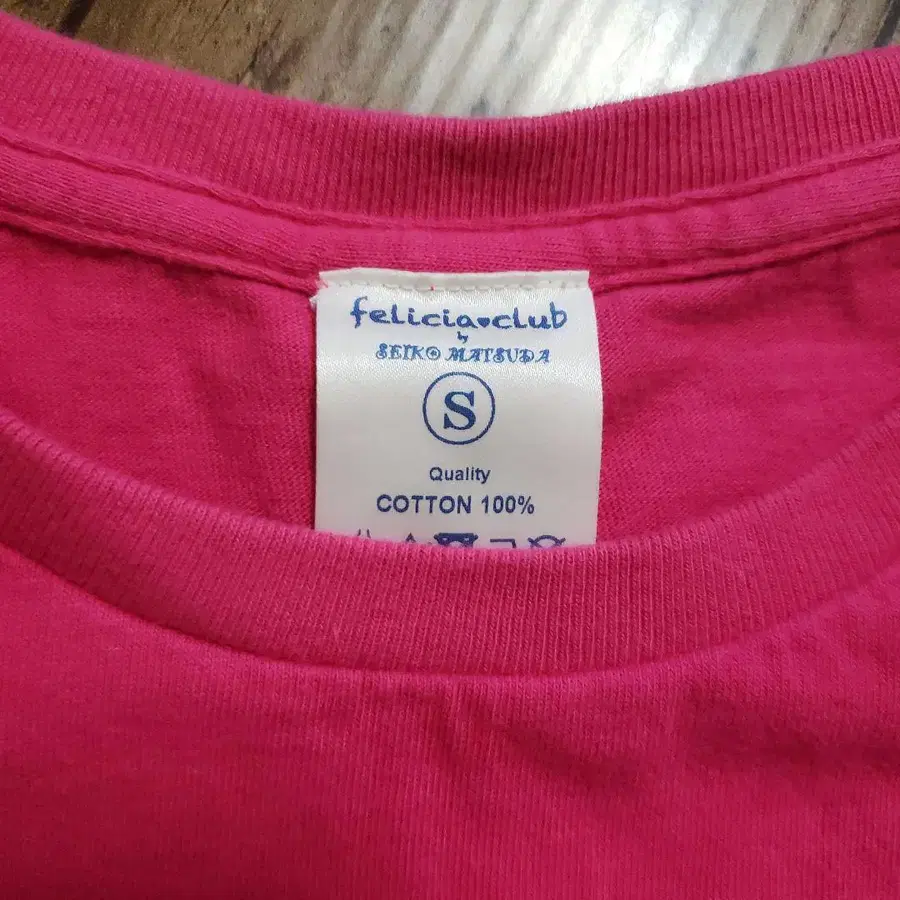 felicia♥club
by
SEIKO MATSUDA
S
Quality
COTTON 100%